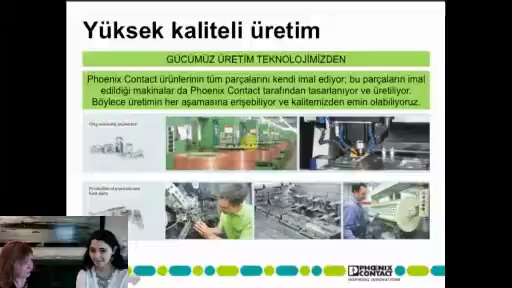 Yüksek kaliteli üretim
GÜCÜMÜZ ÜRETİM TEKNOLOJİMİZDEN
Phoenix Contact ürünlerinin tüm parçalarını kendi imal ediyor; bu parçaların imal
edildiği makinalar da Phoenix Contact tarafından tasarlanıyor ve üretiliyor.
Böylece üretimin her aşamasına erişebiliyor ve kalitemizden emin olabiliyoruz.
PHOENIX
CONTACT
INSPIRING INNOVATIONS